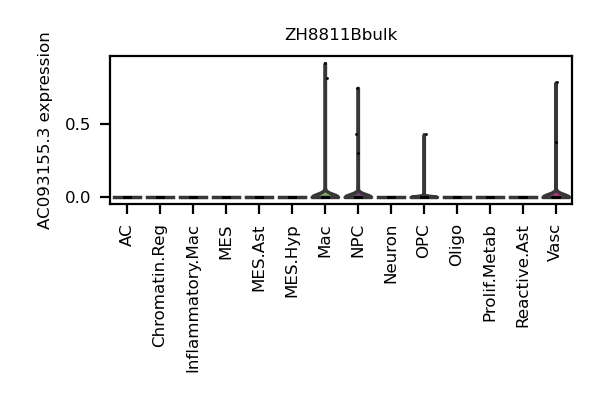 ZH8811Bbulk
AC093155.3 expression
0.5
0.0
AC
Chromatin.Reg
Inflammatory.Mac
MES
MES.Ast
MES.Hyp
Mac
NPC
Neuron
OPC
Oligo
Prolif.Metab
Reactive.Ast
Vasc